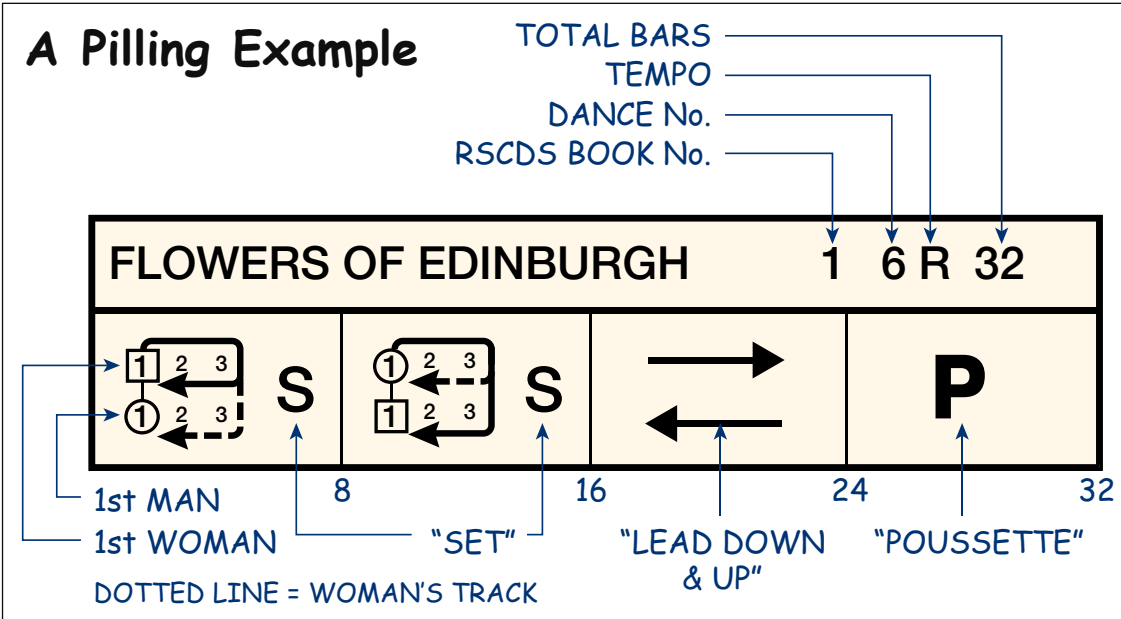 A Pilling Example
TOTAL BARS
TEMPO
DANCE No.
RSCDS BOOK No.
FLOWERS OF EDINBURGH 1 6 R 32
1 2 3 S 1 2 3 S P
1 2 3 1 2 3
8 16 24 32
1st MAN
1st WOMAN "SET" "LEAD DOWN "POUSSETTE"
& UP"
DOTTED LINE = WOMAN'S TRACK